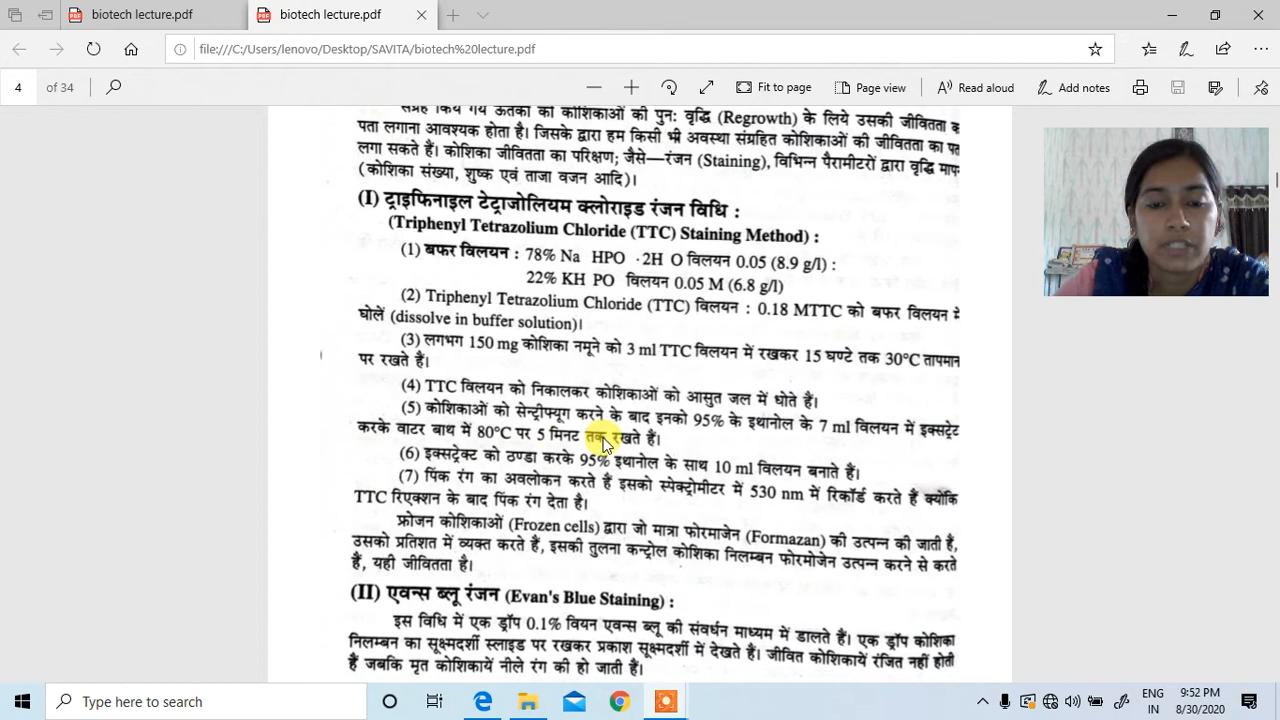 biotech lecture.pdf
biotech lecture.pdf
file:///C:/Users/lenovo/Desktop/SAVITA/biotech%20lecture.pdf
4 of 34
Fit to page
Page view
Read aloud
Add notes
संग्रह किये गये ऊतकों की कोशिकाओं की पुन: वृद्धि (Regrowth) के लिये उसकी जीवितता क
पता लगाना आवश्यक होता है। जिसके द्वारा हम किसी भी अवस्था संग्रहित कोशिकाओं की जीवितता का पत
लगा सकते हैं। कोशिका जीवितता का परिक्षण; जैसे—रंजन (Staining), विभिन्न पैरामीटरों द्वारा वृद्धि माप
(कोशिका संख्या, शुष्क एवं ताजा वजन आदि)।
(I) ट्राइफिनाइल टेट्राजोलियम क्लोराइड रंजन विधि :
(Triphenyl Tetrazolium Chloride (TTC) Staining Method) :
(1) बफर विलयन : 78% Na HPO ·2H O विलयन 0.05 (8.9 g/l) :
22% KH PO विलयन 0.05 M (6.8 g/l)
(2) Triphenyl Tetrazolium Chloride (TTC) विलयन : 0.18 MTTC को बफर विलयन में
घोलें (dissolve in buffer solution)।
(3) लगभग 150 mg कोशिका नमूने को 3 ml TTC विलयन में रखकर 15 घण्टे तक 30°C तापमान
पर रखते हैं।
(4) TTC विलयन को निकालकर कोशिकाओं को आसुत जल में धोते हैं।
(5) कोशिकाओं को सेन्ट्रीफ्यूग करने के बाद इनको 95% के इथानोल के 7 ml विलयन में इक्सट्रेट
करके वाटर बाथ में 80°C पर 5 मिनट तक रखते हैं।
(6) इक्सट्रेक्ट को ठण्डा करके 95% इथानोल के साथ 10 ml विलयन बनाते हैं।
(7) पिंक रंग का अवलोकन करते हैं इसको स्पेक्ट्रोमीटर में 530 nm में रिकॉर्ड करते हैं क्योंकि
TTC रिएक्शन के बाद पिंक रंग देता है।
फ्रोजन कोशिकाओं (Frozen cells) द्वारा जो मात्रा फोरमाजेन (Formazan) की उत्पन्न की जाती है,
उसको प्रतिशत में व्यक्त करते हैं, इसकी तुलना कन्ट्रोल कोशिका निलम्बन फोरमोजेन उत्पन्न करने से करते
हैं, यही जीवितता है।
(II) एवन्स ब्लू रंजन (Evan's Blue Staining) :
इस विधि में एक ड्रॉप 0.1% वियन एवन्स ब्लू की संवर्धन माध्यम में डालते हैं। एक ड्रॉप कोशिका
निलम्बन का सूक्ष्मदर्शी स्लाइड पर रखकर प्रकाश सूक्ष्मदर्शी में देखते हैं। जीवित कोशिकायें रंजित नहीं होती
हैं जबकि मृत कोशिकायें नीले रंग की हो जाती हैं।
Type here to search
ENG
IN
9:52 PM
8/30/2020